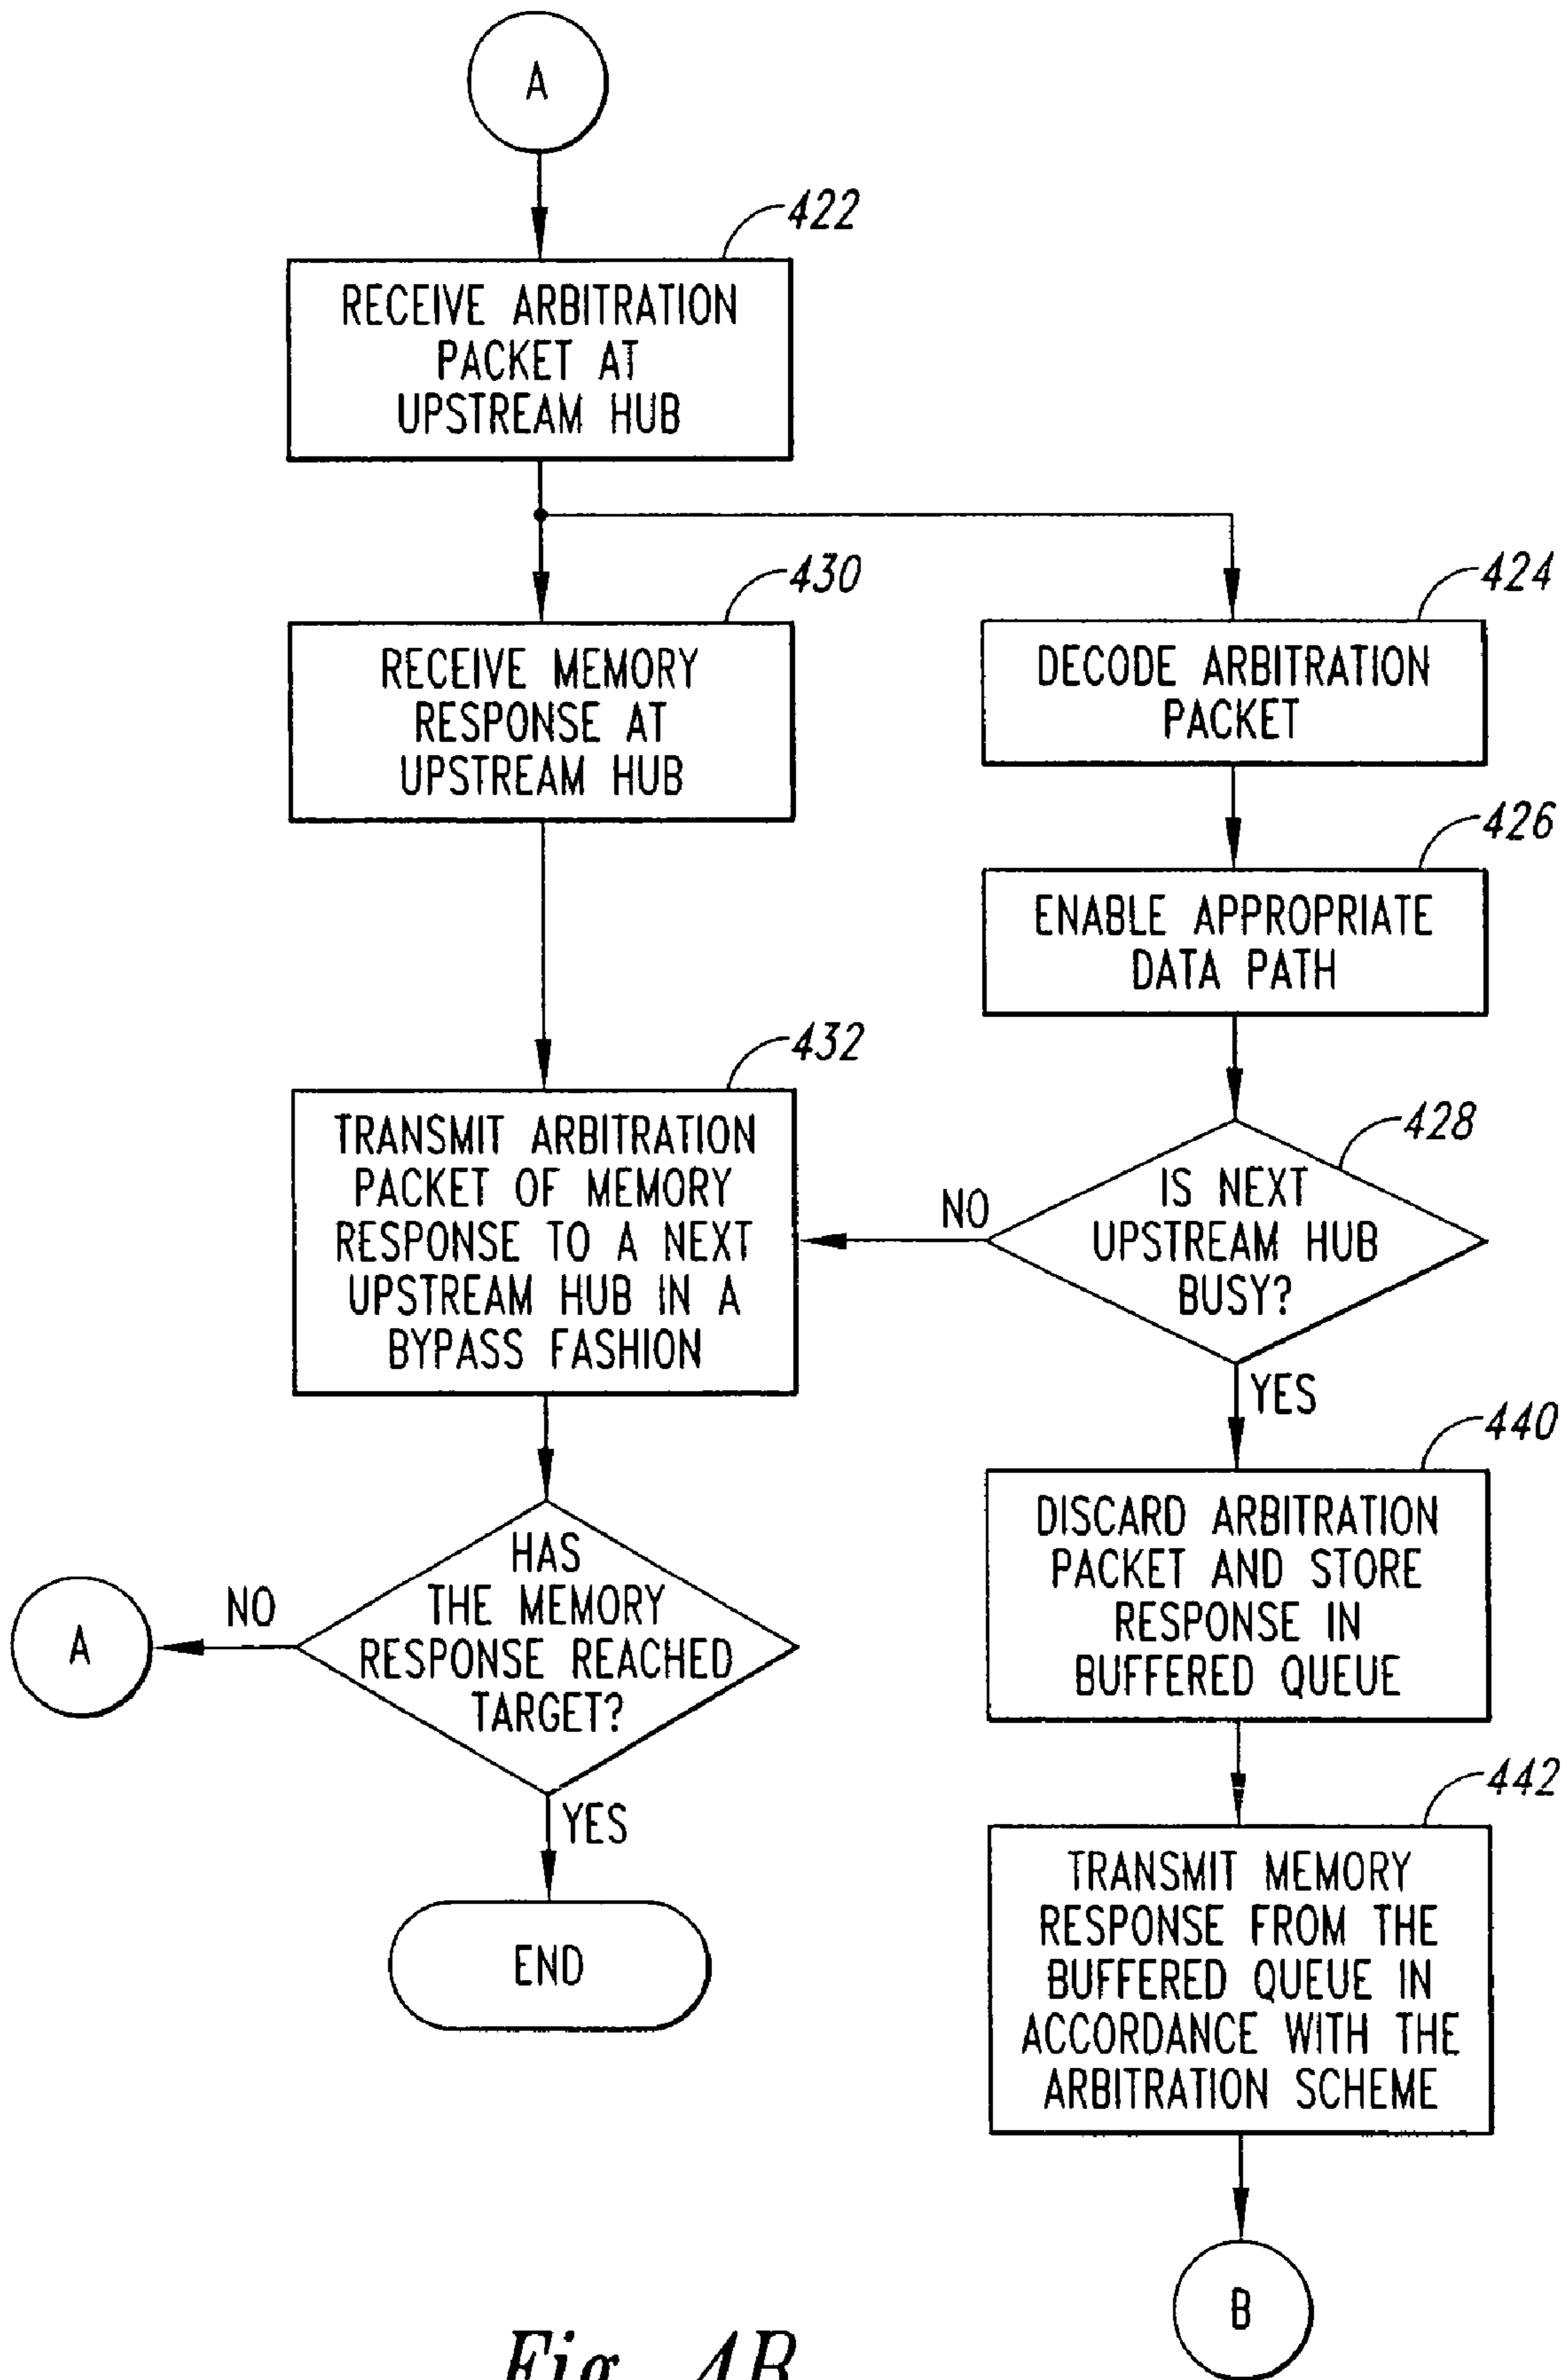 A
422
RECEIVE ARBITRATION
PACKET AT
UPSTREAM HUB
430
RECEIVE MEMORY
RESPONSE AT
UPSTREAM HUB
424
DECODE ARBITRATION
PACKET
426
ENABLE APPROPRIATE
DATA PATH
432
TRANSMIT ARBITRATION
PACKET OF MEMORY
RESPONSE TO A NEXT
UPSTREAM HUB IN A
BYPASS FASHION
428
IS NEXT
UPSTREAM HUB
BUSY?
NO
YES
440
DISCARD ARBITRATION
PACKET AND STORE
RESPONSE IN
BUFFERED QUEUE
HAS
THE MEMORY
RESPONSE REACHED
TARGET?
NO
A
YES
END
442
TRANSMIT MEMORY
RESPONSE FROM THE
BUFFERED QUEUE IN
ACCORDANCE WITH THE
ARBITRATION SCHEME
B
Fig. 4B